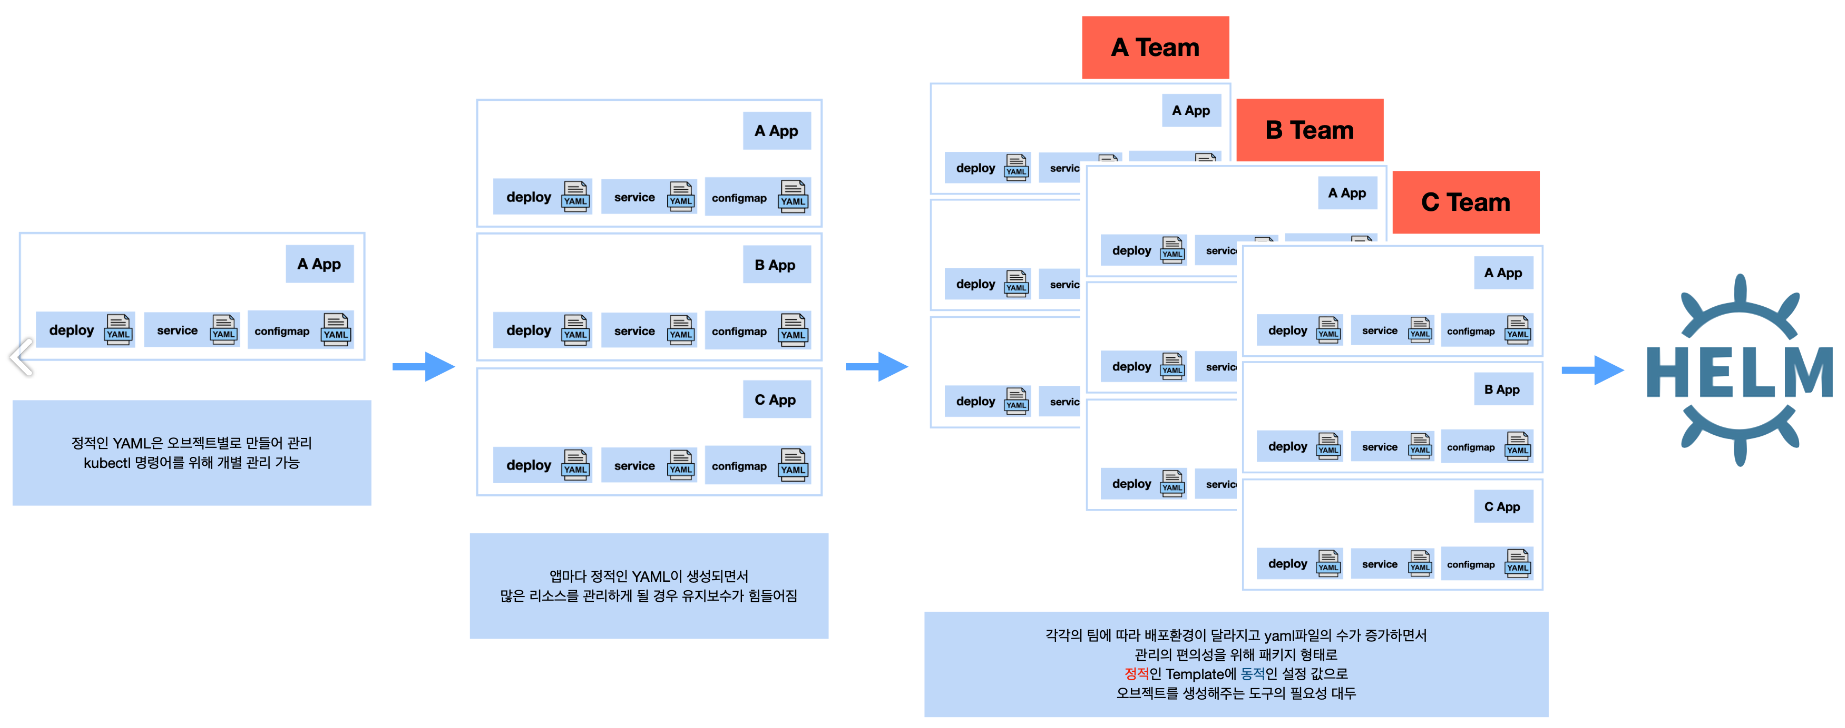 A App
deploy YAML service YAML configmap YAML
정적인 YAML은 오브젝트별로 만들어 관리
kubectl 명령어를 위해 개별 관리 가능
A App
deploy YAML service YAML configmap YAML
B App
deploy YAML service YAML configmap YAML
C App
deploy YAML service YAML configmap YAML
앱마다 정적인 YAML이 생성되면서
많은 리소스를 관리하게 될 경우 유지보수가 힘들어짐
A Team
A App
deploy YAML servic
deploy YAML servic
deploy YAML servic
B Team
A App
deploy YAML servic
deploy YAML servic
deploy YAML servic
C Team
A App
deploy YAML service YAML configmap YAML
B App
deploy YAML service YAML configmap YAML
C App
deploy YAML service YAML configmap YAML
각각의 팀에 따라 배포환경이 달라지고 yaml파일의 수가 증가하면서
관리의 편의성을 위해 패키지 형태로
정적인 Template에 동적인 설정 값으로
오브젝트를 생성해주는 도구의 필요성 대두
HELM